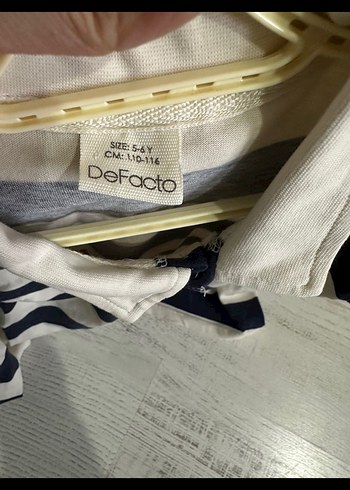 SIZE: 5-6 Y
CM: 110-116
DeFacto